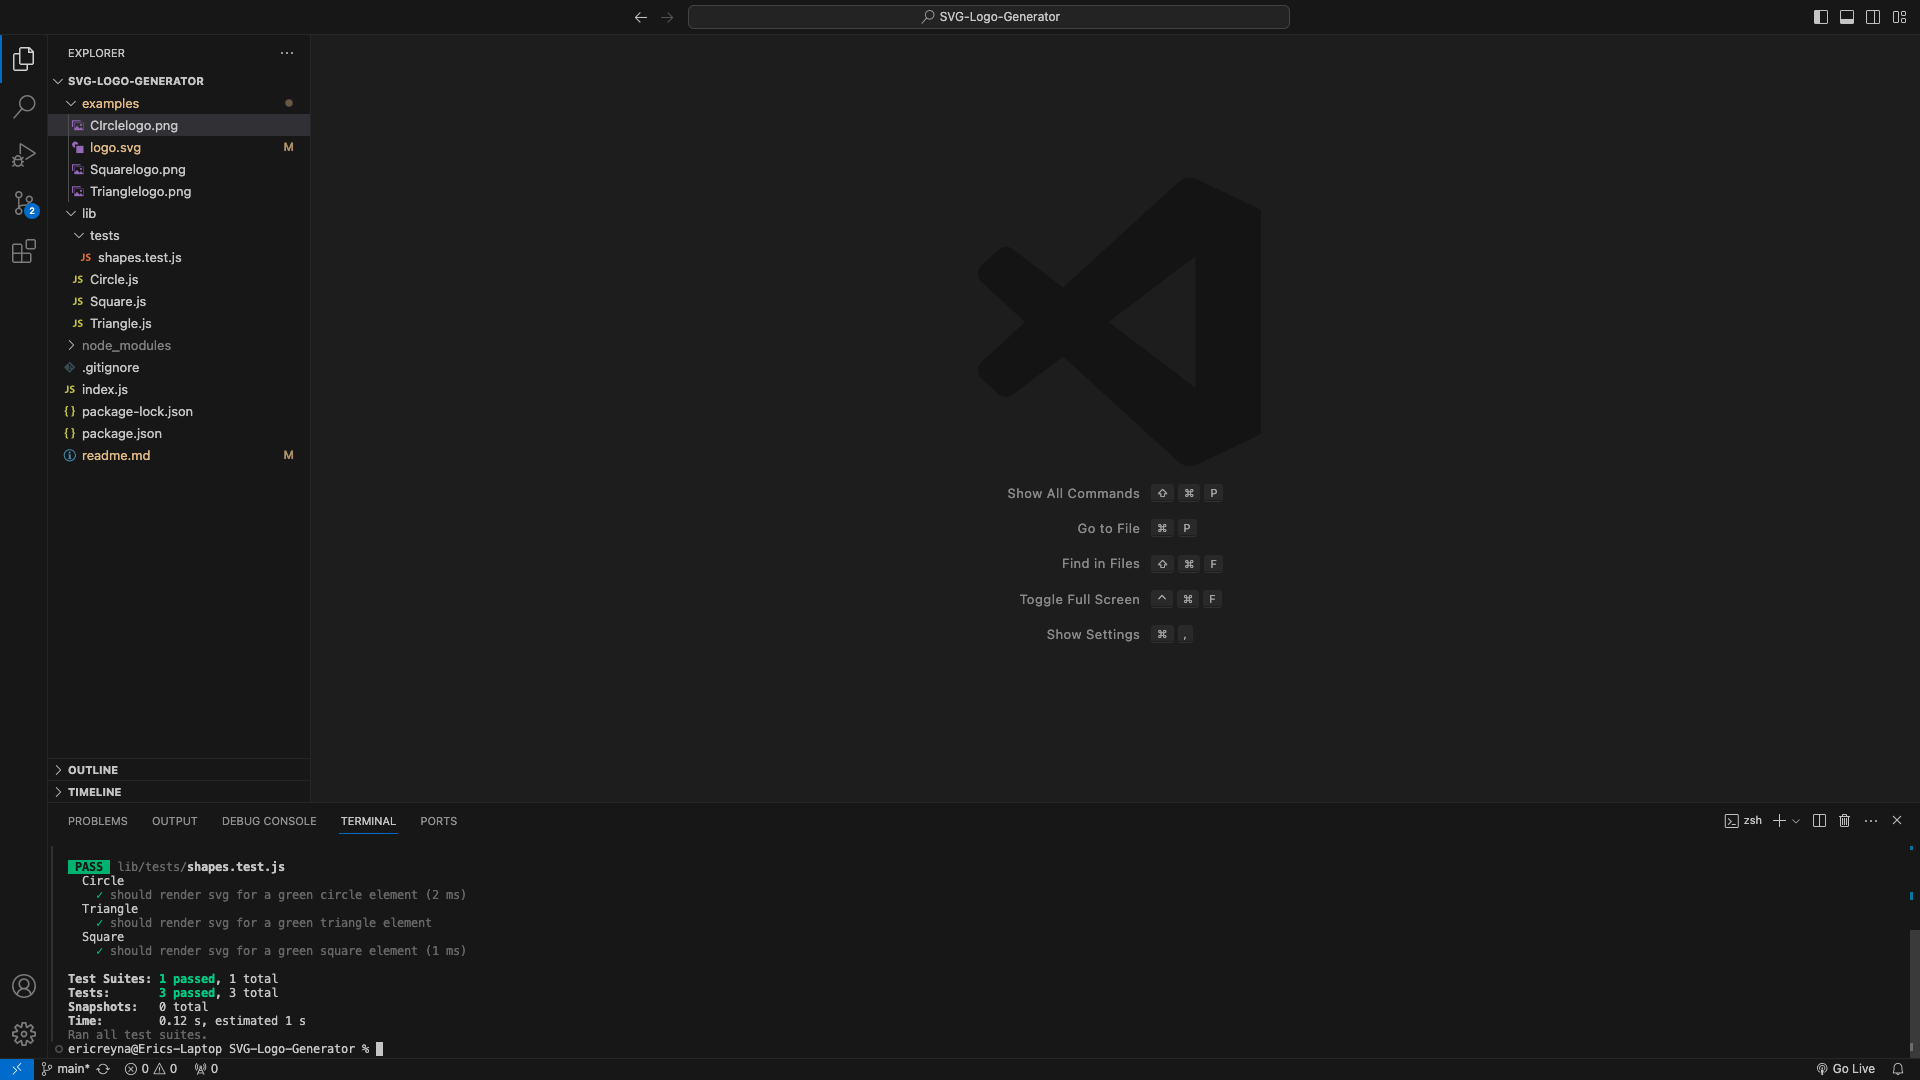 SVG-Logo-Generator
EXPLORER
SVG-LOGO-GENERATOR
examples
CIrclelogo.png
logo.svg M
Squarelogo.png
Trianglelogo.png
lib
tests
JS shapes.test.js
JS Circle.js
JS Square.js
JS Triangle.js
node_modules
.gitignore
JS index.js
{} package-lock.json
{} package.json
readme.md M
2
OUTLINE
TIMELINE
Show All Commands ⇧ ⌘ P
Go to File ⌘ P
Find in Files ⇧ ⌘ F
Toggle Full Screen ^ ⌘ F
Show Settings ⌘ ,
PROBLEMS OUTPUT DEBUG CONSOLE TERMINAL PORTS
zsh
PASS lib/tests/shapes.test.js
Circle
✓ should render svg for a green circle element (2 ms)
Triangle
✓ should render svg for a green triangle element
Square
✓ should render svg for a green square element (1 ms)
Test Suites: 1 passed, 1 total
Tests: 3 passed, 3 total
Snapshots: 0 total
Time: 0.12 s, estimated 1 s
Ran all test suites.
ericreyna@Erics-Laptop SVG-Logo-Generator %
main* 0 0 0 Go Live